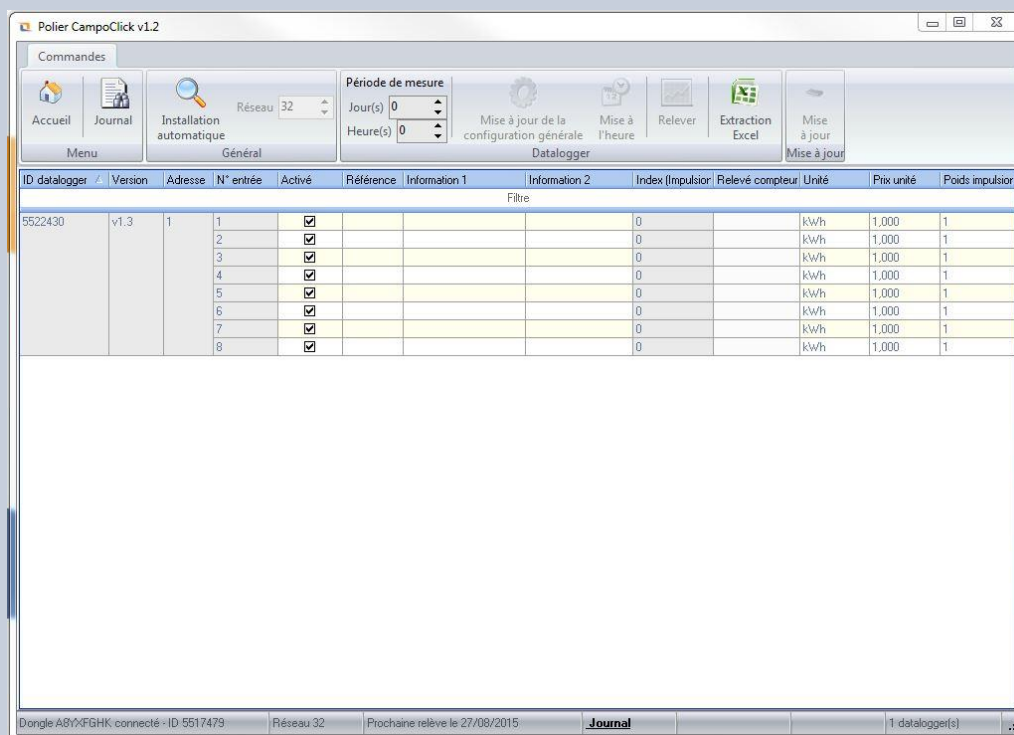 Polier CampoClick v1.2
Commandes
Accueil
Journal
Menu
Installation
automatique
Réseau 32
Général
Période de mesure
Jour(s) 0
Heure(s) 0
Mise à jour de la
configuration générale
Mise à
l'heure
Relever
Extraction
Excel
Datalogger
Mise
à jour
Mise à jour
ID datalogger Version Adresse N° entrée Activé Référence Information 1 Information 2 Index (Impulsior Relevé compteur Unité Prix unité Poids impulsior
Filtre
5522430 v1.3 1 1 0 kWh 1,000 1
2 0 kWh 1,000 1
3 0 kWh 1,000 1
4 0 kWh 1,000 1
5 0 kWh 1,000 1
6 0 kWh 1,000 1
7 0 kWh 1,000 1
8 0 kWh 1,000 1
Dongle A8YXFGHK connecté - ID 5517479 Réseau 32 Prochaine relève le 27/08/2015 Journal 1 datalogger(s)